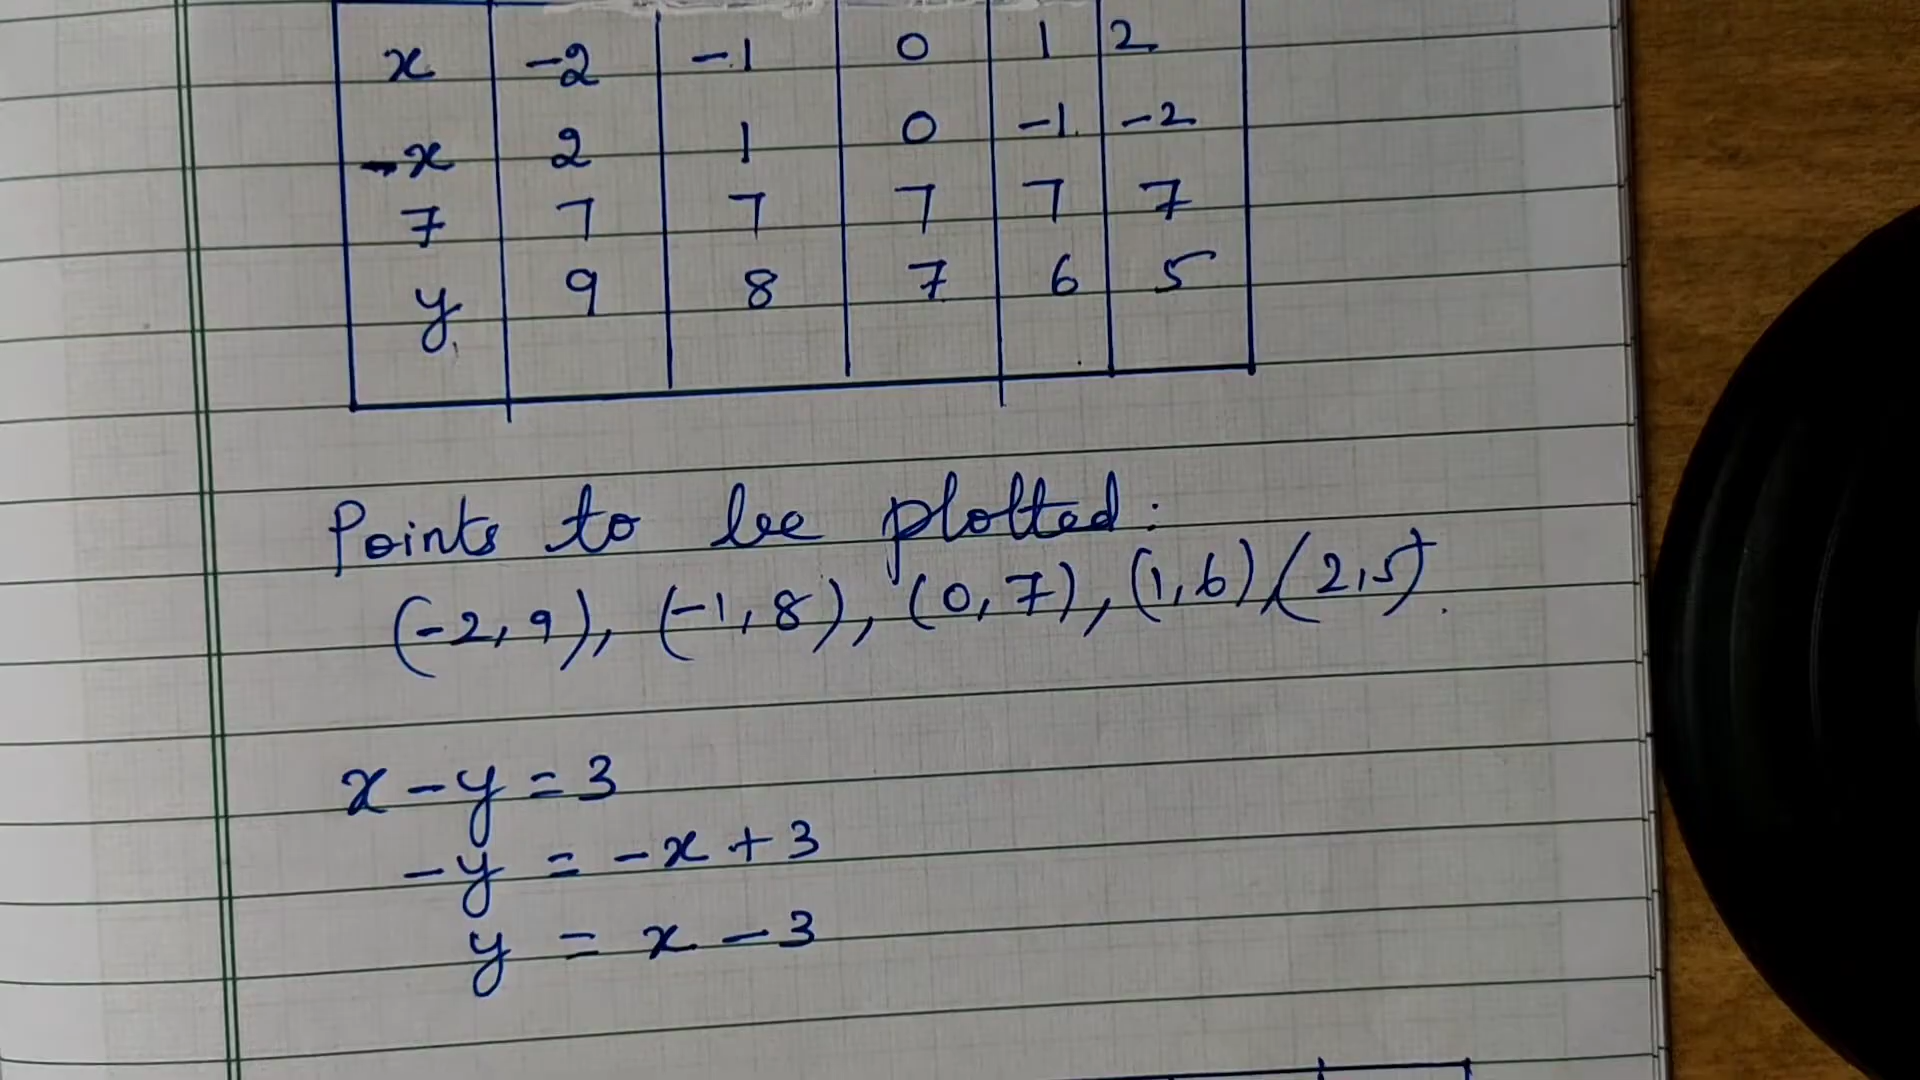 x -2 -1 0 1 2
-x 2 1 0 -1 -2
7 7 7 7 7 7
y 9 8 7 6 5
Points to be plotted:
(-2, 9), (-1, 8), (0, 7), (1, 6) (2, 5).
x - y = 3
-y = -x + 3
y = x - 3